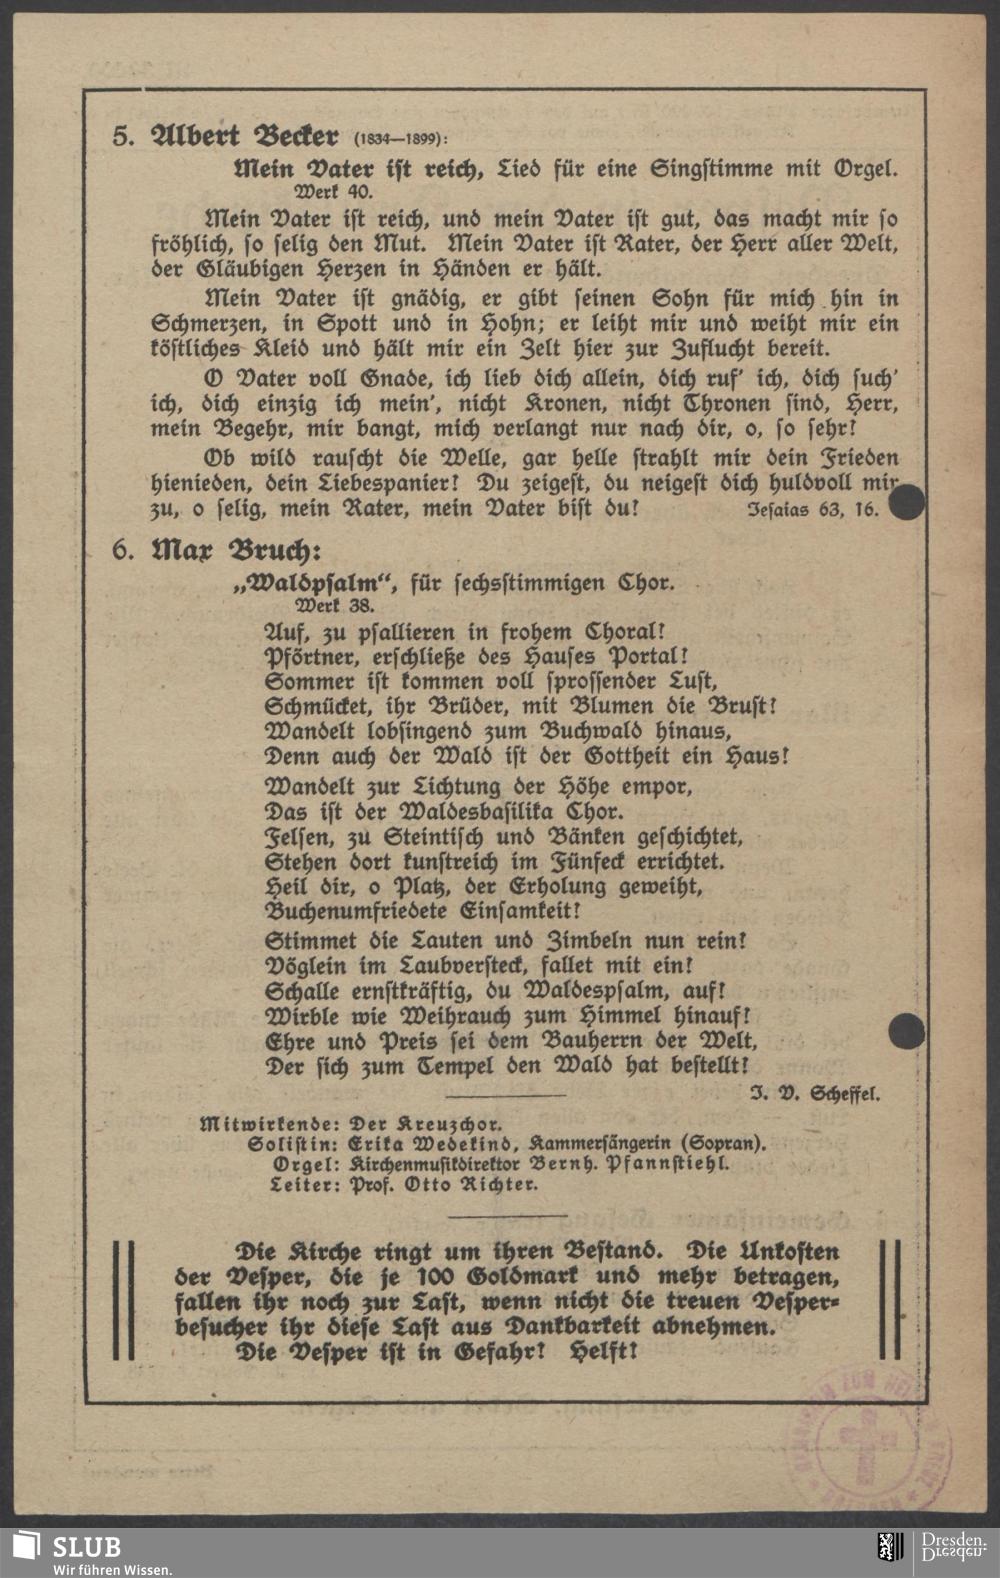 5. Albert Becker (1834—1899):
Mein Vater ist reich, Lied für eine Singstimme mit Orgel.
Werk 40.
Mein Vater ist reich, und mein Vater ist gut, das macht mir so
fröhlich, so selig den Mut. Mein Vater ist Rater, der Herr aller Welt,
der Gläubigen Herzen in Händen er hält.
Mein Vater ist gnädig, er gibt seinen Sohn für mich hin in
Schmerzen, in Spott und in Hohn; er leiht mir und weiht mir ein
köstliches Kleid und hält mir ein Zelt hier zur Zuflucht bereit.
O Vater voll Gnade, ich lieb dich allein, dich ruf' ich, dich such'
ich, dich einzig ich mein', nicht Kronen, nicht Thronen sind, Herr,
mein Begehr, mir bangt, mich verlangt nur nach dir, o, so sehr!
Ob wild rauscht die Welle, gar helle strahlt mir dein Frieden
hienieden, dein Liebespanier! Du zeigest, du neigest dich huldvoll mir
zu, o selig, mein Rater, mein Vater bist du! Jesaias 63, 16.
6. Max Bruch:
„Waldpsalm“, für sechsstimmigen Chor.
Werk 38.
Auf, zu psallieren in frohem Choral!
Pförtner, erschließe des Hauses Portal!
Sommer ist kommen voll sprossender Lust,
Schmücket, ihr Brüder, mit Blumen die Brust!
Wandelt lobsingend zum Buchwald hinaus,
Denn auch der Wald ist der Gottheit ein Haus!
Wandelt zur Lichtung der Höhe empor,
Das ist der Waldesbasilika Chor.
Felsen, zu Steintisch und Bänken geschichtet,
Stehen dort kunstreich im Fünfeck errichtet.
Heil dir, o Platz, der Erholung geweiht,
Buchenumfriedete Einsamkeit!
Stimmet die Lauten und Zimbeln nun rein!
Vöglein im Laubversteck, fallet mit ein!
Schalle ernstkräftig, du Waldespsalm, auf!
Wirble wie Weihrauch zum Himmel hinauf!
Ehre und Preis sei dem Bauherrn der Welt,
Der sich zum Tempel den Wald hat bestellt!
J. V. Scheffel.
Mitwirkende: Der Kreuzchor.
Solistin: Erika Wedekind, Kammersängerin (Sopran).
Orgel: Kirchenmusikdirektor Bernh. Pfannstiehl.
Leiter: Prof. Otto Richter.
Die Kirche ringt um ihren Bestand. Die Unkosten
der Vesper, die je 100 Goldmark und mehr betragen,
fallen ihr noch zur Last, wenn nicht die treuen Vesper-
besucher ihr diese Last aus Dankbarkeit abnehmen.
Die Vesper ist in Gefahr! Helft!
ZUM HEILIGEN KREUZ
DRESDEN
SLUB
Wir führen Wissen.
Dresden.
Dresden.